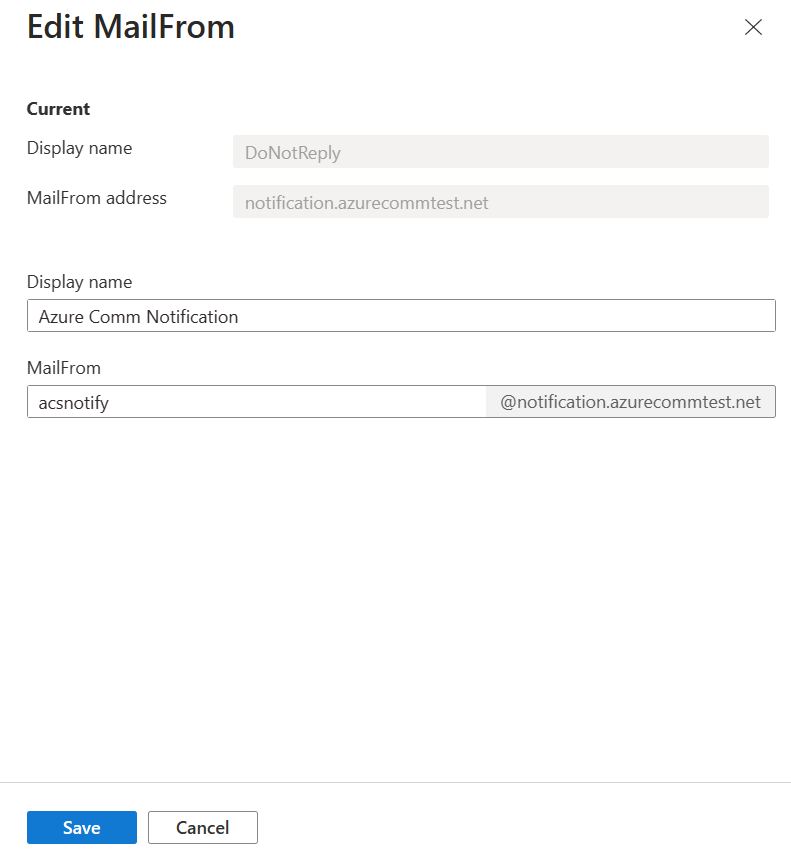 Edit MailFrom
Current
Display name DoNotReply
MailFrom address notification.azurecommtest.net
Display name
Azure Comm Notification
MailFrom
acsnotify @notification.azurecommtest.net
Save Cancel